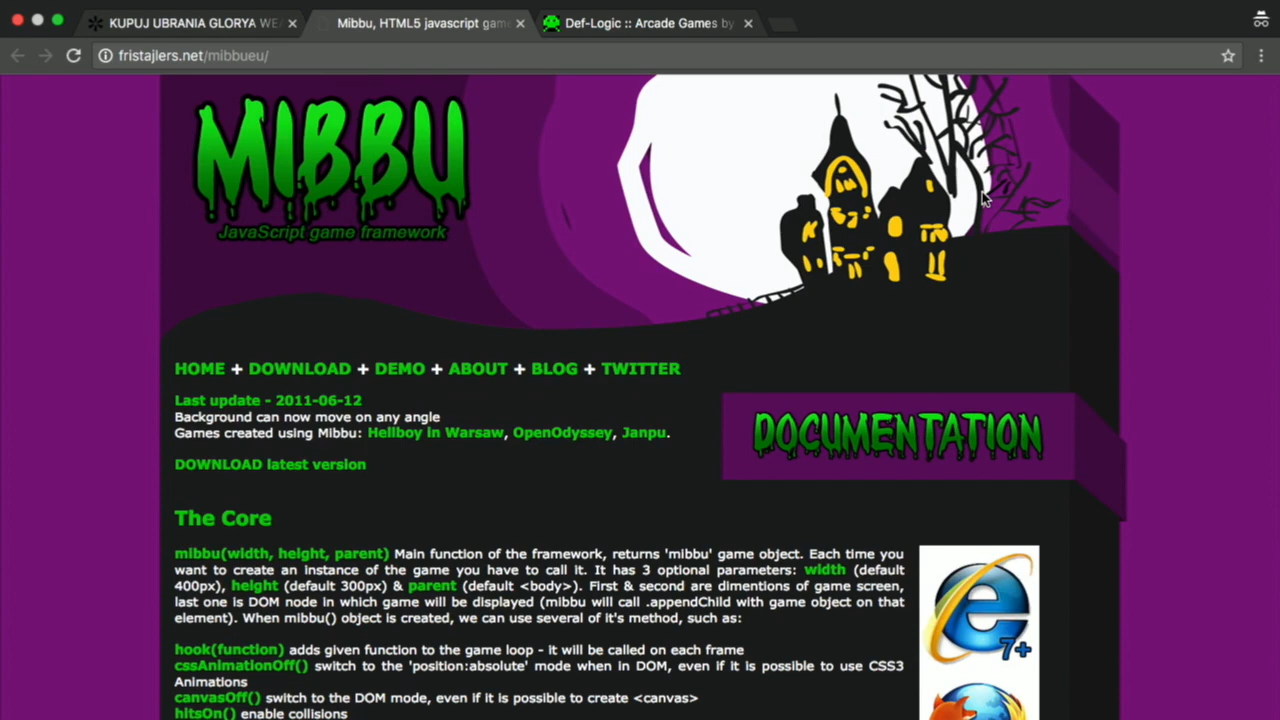 KUPUJ UBRANIA GLORYA WE
Mibbu, HTML5 javascript gam
Def-Logic :: Arcade Games by
fristajlers.net/mibbueu/
MIBBU
JavaScript game framework
HOME + DOWNLOAD + DEMO + ABOUT + BLOG + TWITTER
Last update - 2011-06-12
Background can now move on any angle
Games created using Mibbu: Hellboy in Warsaw, OpenOdyssey, Janpu.
DOWNLOAD latest version
DOCUMENTATION
The Core
mibbu(width, height, parent) Main function of the framework, returns 'mibbu' game object. Each time you
want to create an instance of the game you have to call it. It has 3 optional parameters: width (default
400px), height (default 300px) & parent (default <body>). First & second are dimentions of game screen,
last one is DOM node in which game will be displayed (mibbu will call .appendChild with game object on that
element). When mibbu() object is created, we can use several of it's method, such as:
hook(function) adds given function to the game loop - it will be called on each frame
cssAnimationOff() switch to the 'position:absolute' mode when in DOM, even if it is possible to use CSS3
Animations
canvasOff() switch to the DOM mode, even if it is possible to create <canvas>
hitsOn() enable collisions
7+